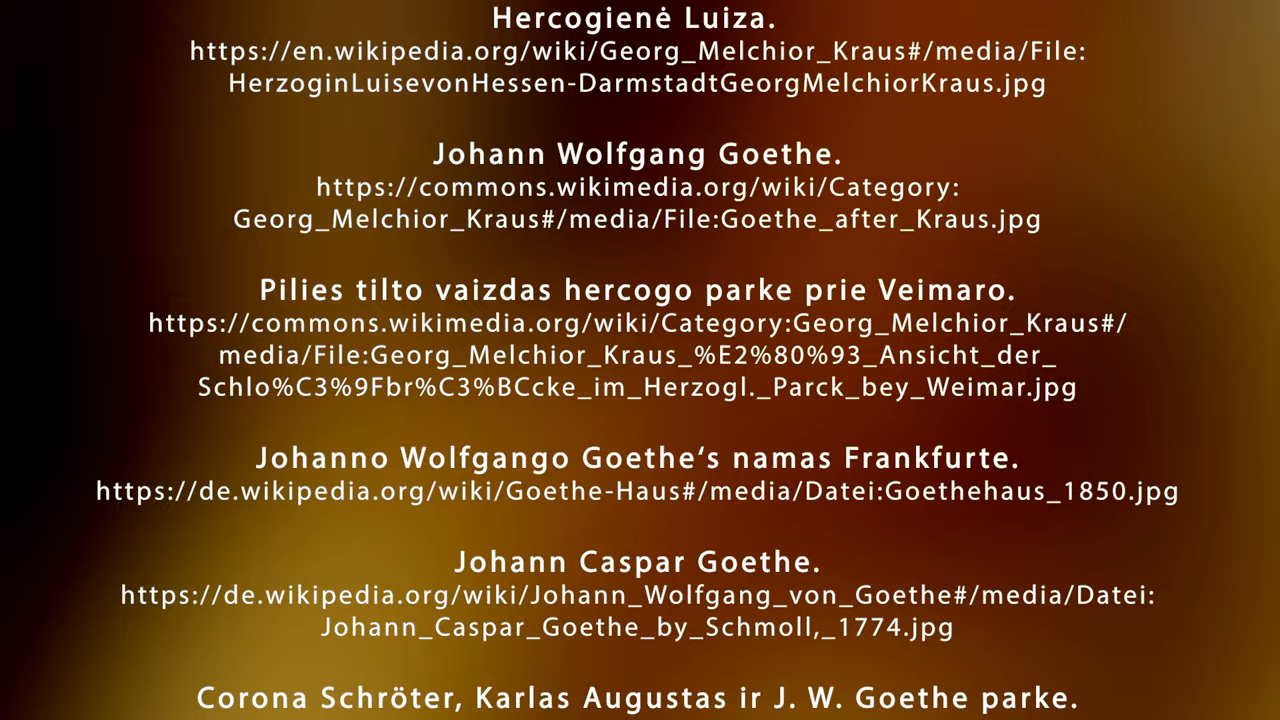 Hercogienė Luiza.
https://en.wikipedia.org/wiki/Georg_Melchior_Kraus#/media/File:
HerzoginLuisevonHessen-DarmstadtGeorgMelchiorKraus.jpg
Johann Wolfgang Goethe.
https://commons.wikimedia.org/wiki/Category:
Georg_Melchior_Kraus#/media/File:Goethe_after_Kraus.jpg
Pilies tilto vaizdas hercogo parke prie Veimaro.
https://commons.wikimedia.org/wiki/Category:Georg_Melchior_Kraus#/
media/File:Georg_Melchior_Kraus_%E2%80%93_Ansicht_der_
Schlo%C3%9Fbr%C3%BCcke_im_Herzogl._Parck_bey_Weimar.jpg
Johanno Wolfgango Goethe‘s namas Frankfurte.
https://de.wikipedia.org/wiki/Goethe-Haus#/media/Datei:Goethehaus_1850.jpg
Johann Caspar Goethe.
https://de.wikipedia.org/wiki/Johann_Wolfgang_von_Goethe#/media/Datei:
Johann_Caspar_Goethe_by_Schmoll,_1774.jpg
Corona Schröter, Karlas Augustas ir J. W. Goethe parke.